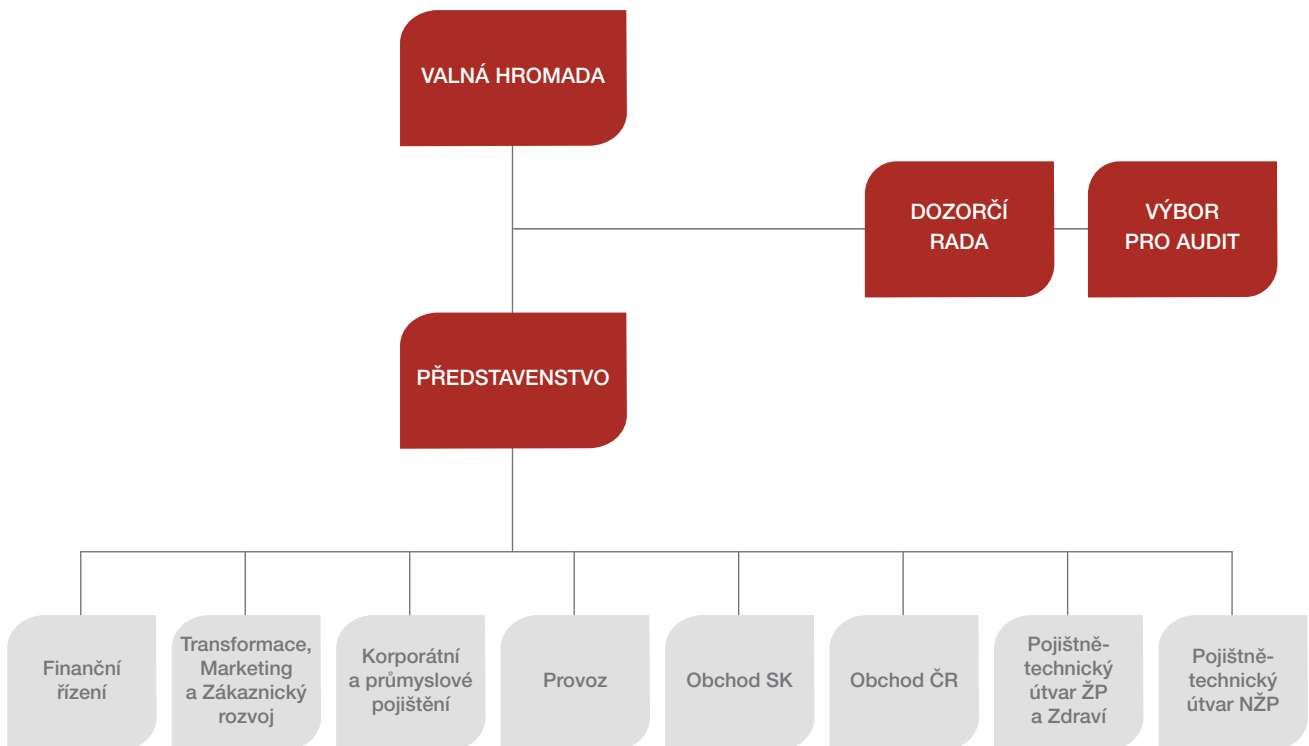 VALNÁ HROMADA
DOZORČÍ
RADA
VÝBOR
PRO AUDIT
PŘEDSTAVENSTVO
Finanční
řízení
Transformace,
Marketing
a Zákaznický
rozvoj
Korporátní
a průmyslové
pojištění
Provoz
Obchod SK
Obchod ČR
Pojištně-
technický
útvar ŽP
a Zdraví
Pojištně-
technický
útvar NŽP